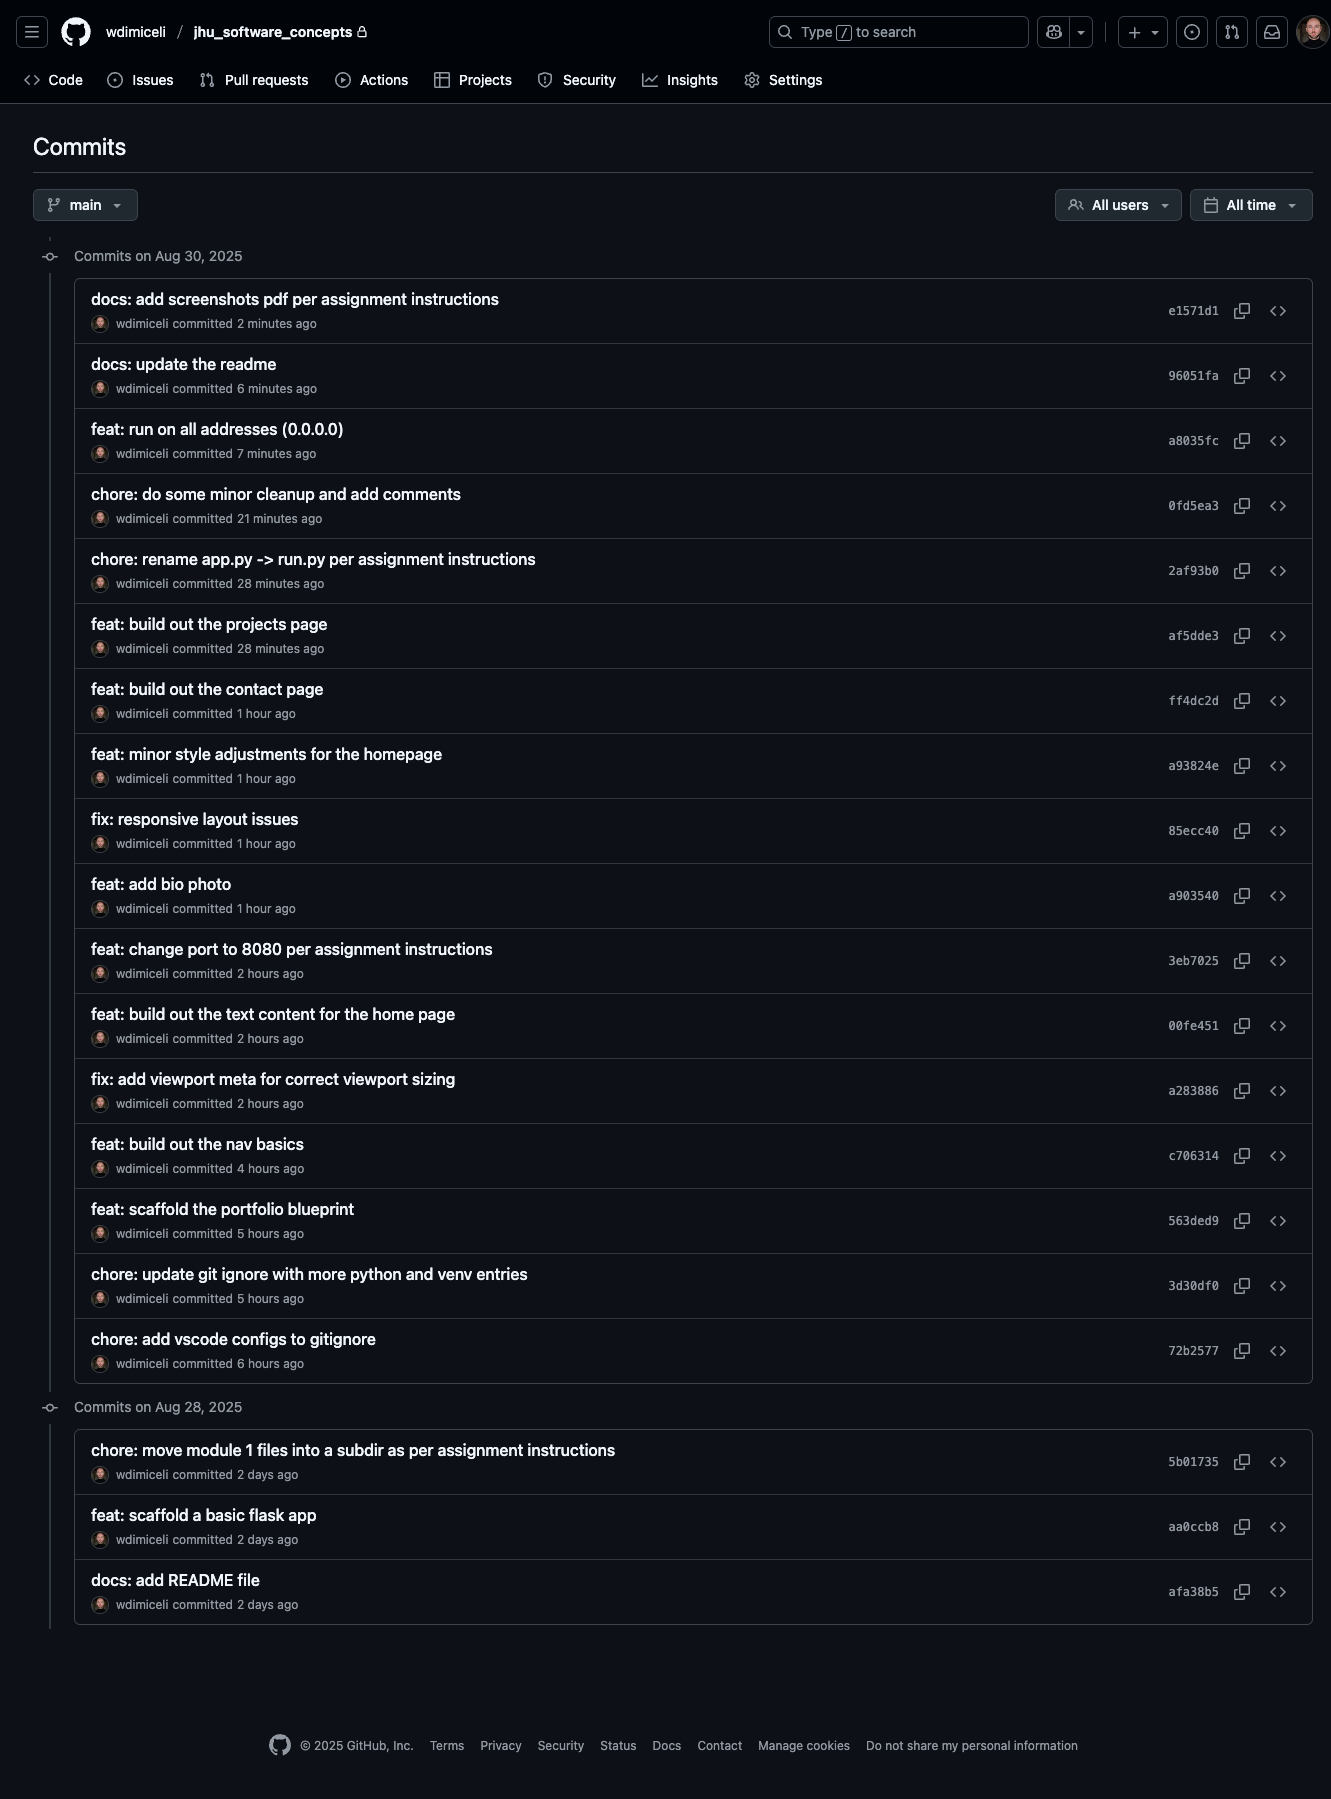 wdimiceli / jhu_software_concepts
Type / to search
Code Issues Pull requests Actions Projects Security Insights Settings
Commits
main All users All time
Commits on Aug 30, 2025
docs: add screenshots pdf per assignment instructions
wdimiceli committed 2 minutes ago
e1571d1
docs: update the readme
wdimiceli committed 6 minutes ago
96051fa
feat: run on all addresses (0.0.0.0)
wdimiceli committed 7 minutes ago
a8035fc
chore: do some minor cleanup and add comments
wdimiceli committed 21 minutes ago
0fd5ea3
chore: rename app.py -> run.py per assignment instructions
wdimiceli committed 28 minutes ago
2af93b0
feat: build out the projects page
wdimiceli committed 28 minutes ago
af5dde3
feat: build out the contact page
wdimiceli committed 1 hour ago
ff4dc2d
feat: minor style adjustments for the homepage
wdimiceli committed 1 hour ago
a93824e
fix: responsive layout issues
wdimiceli committed 1 hour ago
85ecc40
feat: add bio photo
wdimiceli committed 1 hour ago
a903540
feat: change port to 8080 per assignment instructions
wdimiceli committed 2 hours ago
3eb7025
feat: build out the text content for the home page
wdimiceli committed 2 hours ago
00fe451
fix: add viewport meta for correct viewport sizing
wdimiceli committed 2 hours ago
a283886
feat: build out the nav basics
wdimiceli committed 4 hours ago
c706314
feat: scaffold the portfolio blueprint
wdimiceli committed 5 hours ago
563ded9
chore: update git ignore with more python and venv entries
wdimiceli committed 5 hours ago
3d30df0
chore: add vscode configs to gitignore
wdimiceli committed 6 hours ago
72b2577
Commits on Aug 28, 2025
chore: move module 1 files into a subdir as per assignment instructions
wdimiceli committed 2 days ago
5b01735
feat: scaffold a basic flask app
wdimiceli committed 2 days ago
aa0ccb8
docs: add README file
wdimiceli committed 2 days ago
afa38b5
© 2025 GitHub, Inc. Terms Privacy Security Status Docs Contact Manage cookies Do not share my personal information